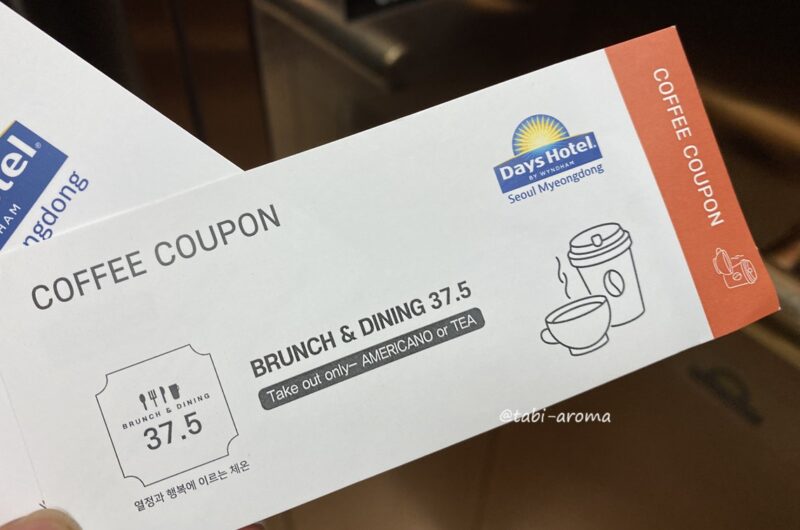 COFFEE COUPON
Days Hotel®
BY WYNDHAM
Seoul Myeongdong
COFFEE COUPON
BRUNCH & DINING 37.5
Take out only- AMERICANO or TEA
BRUNCH & DINING
37.5
열정과 행복에 이르는 체온
@tabi-aroma